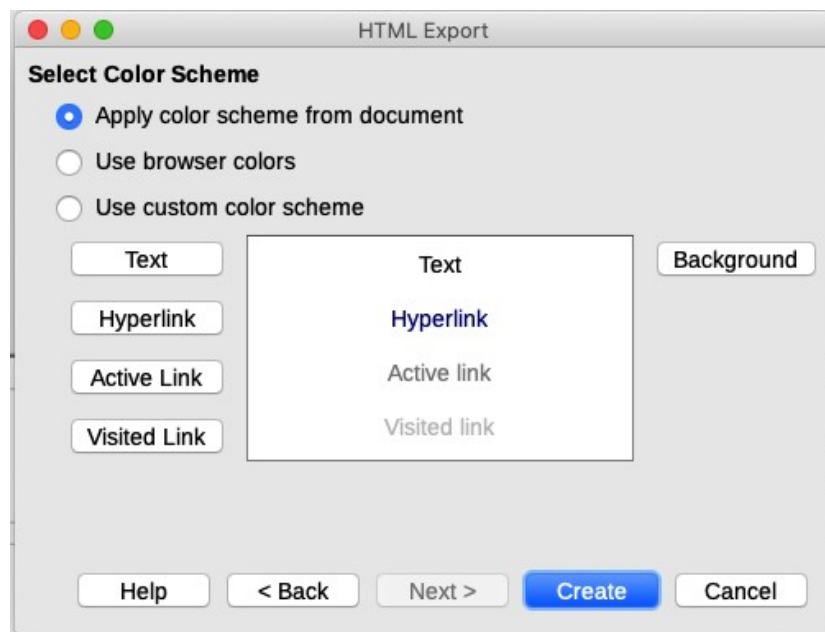 HTML Export
Select Color Scheme
Apply color scheme from document
Use browser colors
Use custom color scheme
Text Text Background
Hyperlink Hyperlink
Active Link Active link
Visited Link Visited link
Help < Back Next > Create Cancel